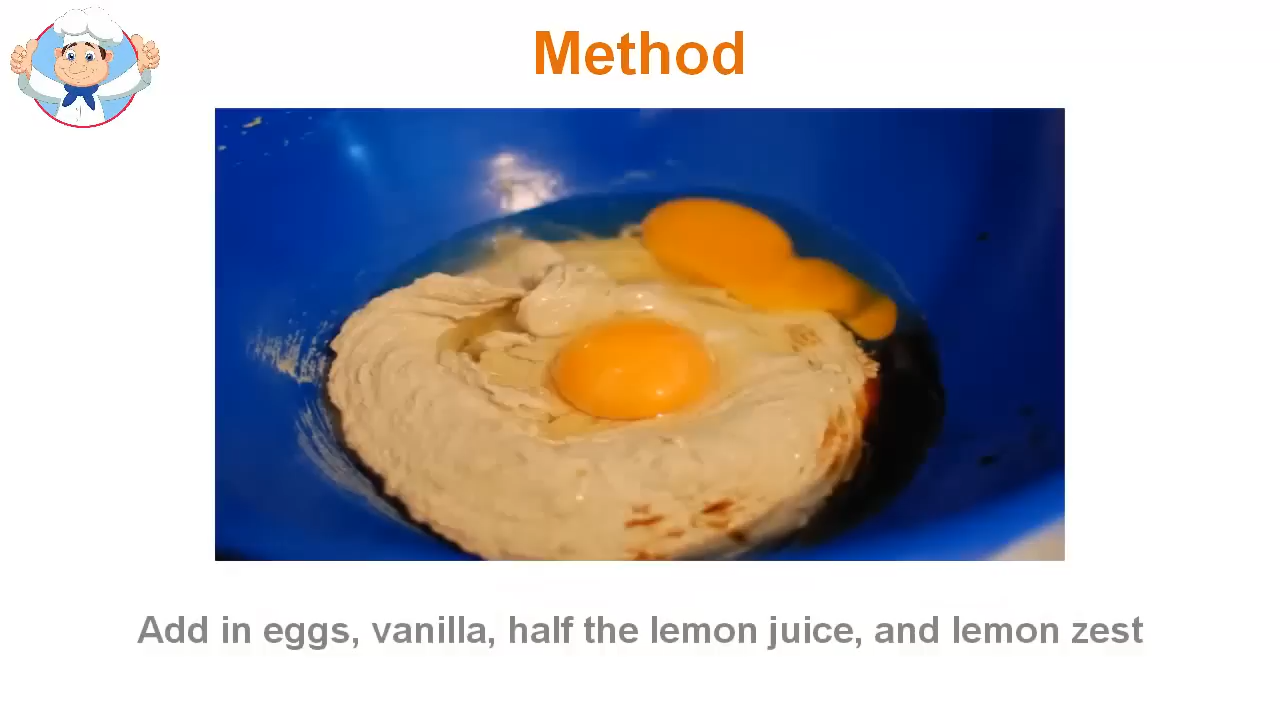 Method
Add in eggs, vanilla, half the lemon juice, and lemon zest